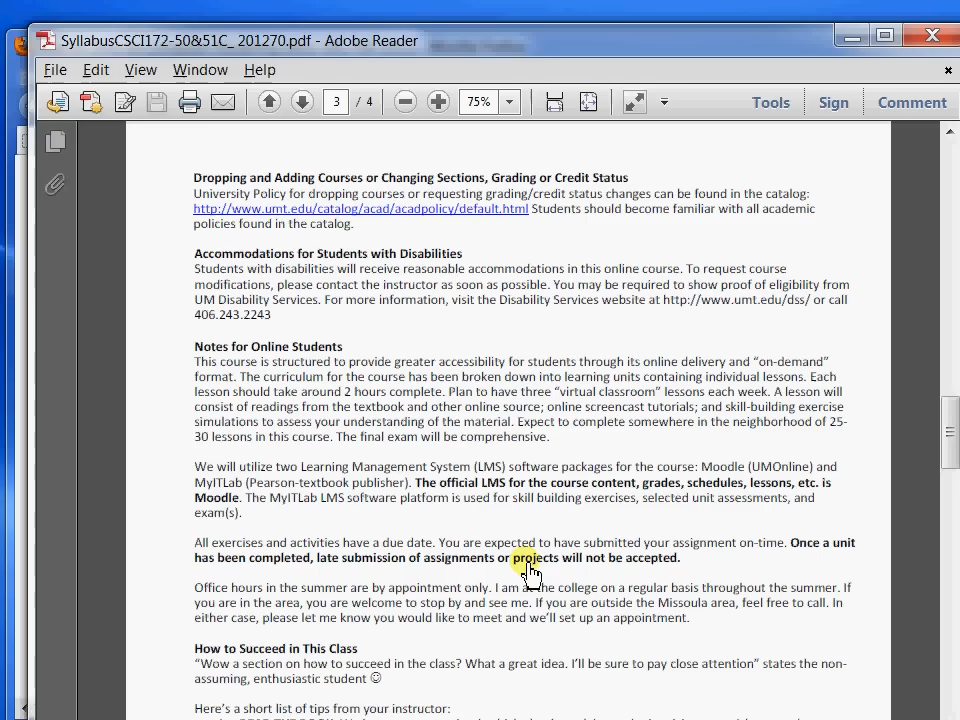 SyllabusCSCI172-50&51C_ 201270.pdf - Adobe Reader
File Edit View Window Help
3 / 4 75% Tools Sign Comment
Dropping and Adding Courses or Changing Sections, Grading or Credit Status
University Policy for dropping courses or requesting grading/credit status changes can be found in the catalog:
http://www.umt.edu/catalog/acad/acadpolicy/default.html Students should become familiar with all academic
policies found in the catalog.
Accommodations for Students with Disabilities
Students with disabilities will receive reasonable accommodations in this online course. To request course
modifications, please contact the instructor as soon as possible. You may be required to show proof of eligibility from
UM Disability Services. For more information, visit the Disability Services website at http://www.umt.edu/dss/ or call
406.243.2243
Notes for Online Students
This course is structured to provide greater accessibility for students through its online delivery and “on-demand”
format. The curriculum for the course has been broken down into learning units containing individual lessons. Each
lesson should take around 2 hours complete. Plan to have three “virtual classroom” lessons each week. A lesson will
consist of readings from the textbook and other online source; online screencast tutorials; and skill-building exercise
simulations to assess your understanding of the material. Expect to complete somewhere in the neighborhood of 25-
30 lessons in this course. The final exam will be comprehensive.
We will utilize two Learning Management System (LMS) software packages for the course: Moodle (UMOnline) and
MyITLab (Pearson-textbook publisher). The official LMS for the course content, grades, schedules, lessons, etc. is
Moodle. The MyITLab LMS software platform is used for skill building exercises, selected unit assessments, and
exam(s).
All exercises and activities have a due date. You are expected to have submitted your assignment on-time. Once a unit
has been completed, late submission of assignments or projects will not be accepted.
Office hours in the summer are by appointment only. I am the college on a regular basis throughout the summer. If
you are in the area, you are welcome to stop by and see me. If you are outside the Missoula area, feel free to call. In
either case, please let me know you would like to meet and we’ll set up an appointment.
How to Succeed in This Class
“Wow a section on how to succeed in the class? What a great idea. I’ll be sure to pay close attention” states the non-
assuming, enthusiastic student ☺
Here’s a short list of tips from your instructor: